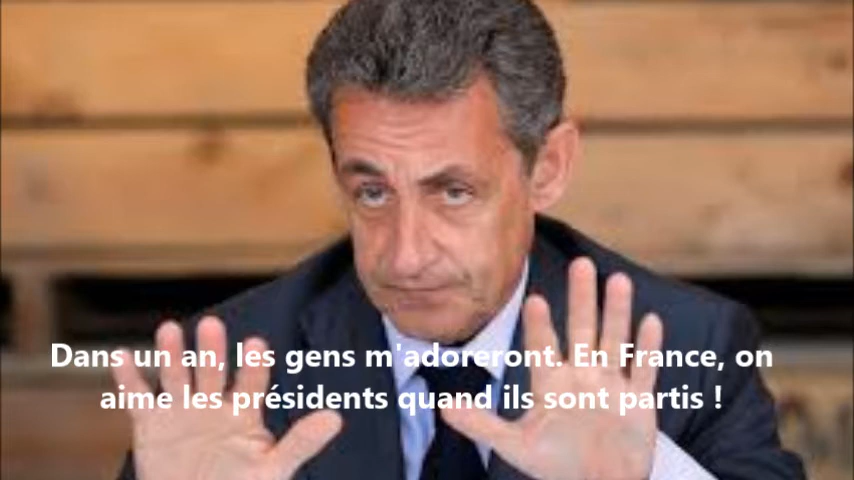 Dans un an, les gens m'adoreront. En France, on
aime les présidents quand ils sont partis !